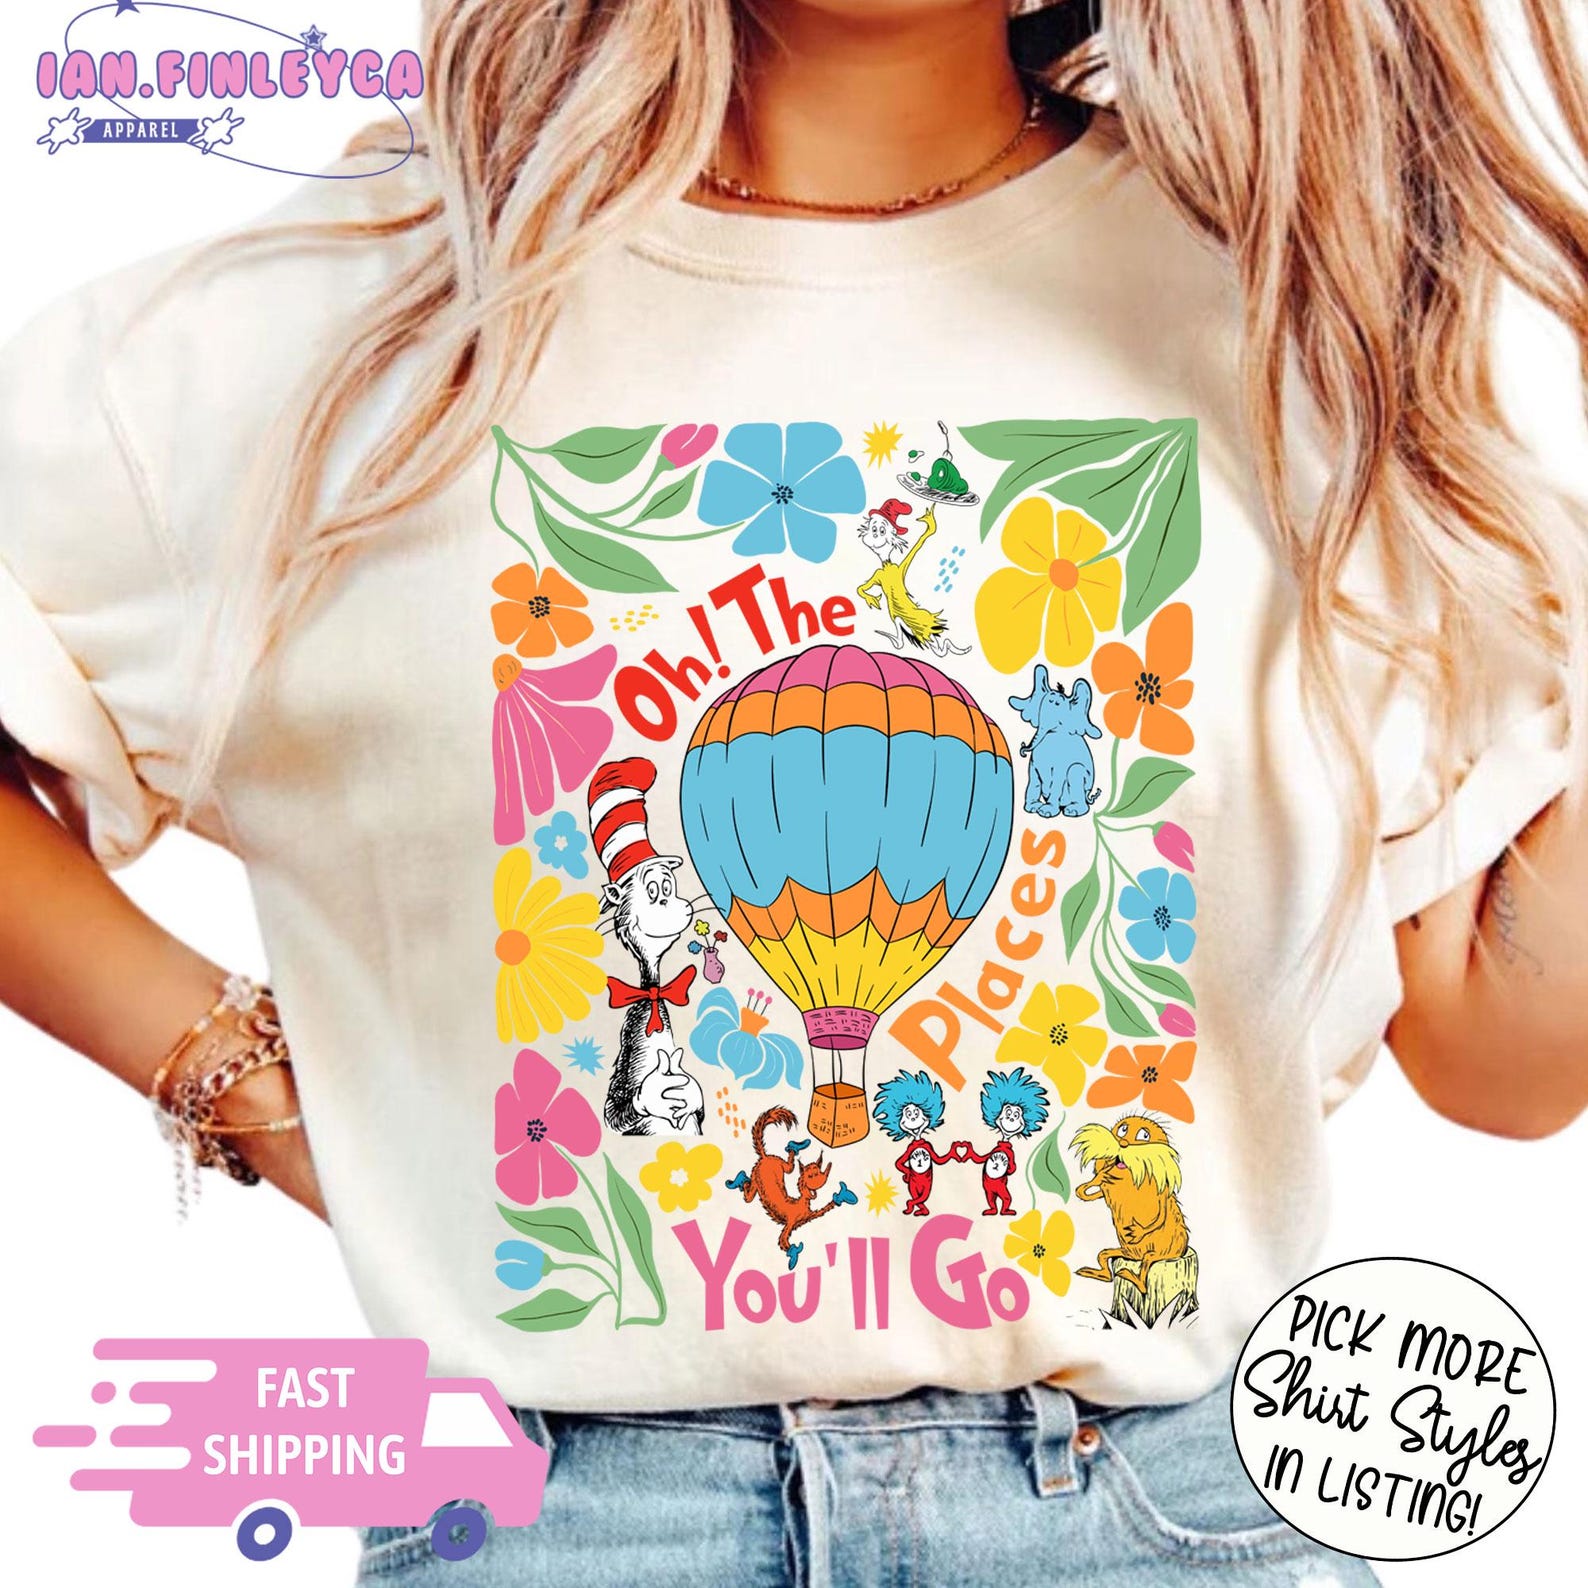 IAN.FINLEYCA
APPAREL
Oh! The
Places
You'll Go
FAST
SHIPPING
PICK MORE
Shirt Styles
IN LISTING!